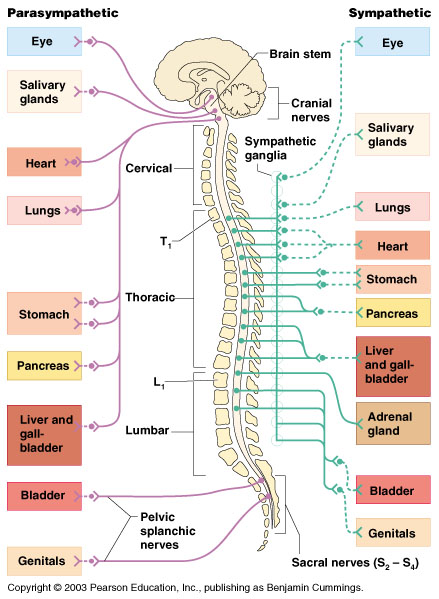 Parasympathetic
Sympathetic
Eye
Salivary
glands
Heart
Lungs
Stomach
Pancreas
Liver and
gall-
bladder
Bladder
Genitals
Brain stem
Cranial
nerves
Sympathetic
ganglia
Cervical
T1
Thoracic
L1
Lumbar
Pelvic
splanchic
nerves
Sacral nerves (S2 – S4)
Eye
Salivary
glands
Lungs
Heart
Stomach
Pancreas
Liver
and gall-
bladder
Adrenal
gland
Bladder
Genitals
Copyright © 2003 Pearson Education, Inc., publishing as Benjamin Cummings.